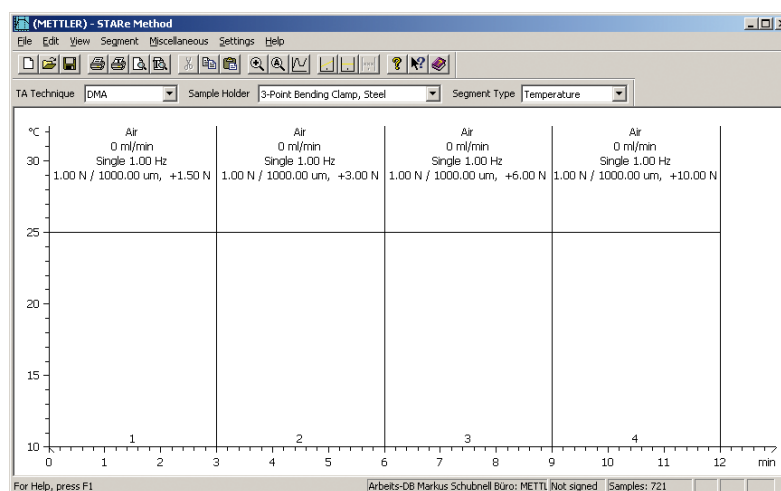 (METTLER) - STARe Method
File Edit View Segment Miscellaneous Settings Help
TA Technique DMA Sample Holder 3-Point Bending Clamp, Steel Segment Type Temperature
°C Air Air Air Air
0 ml/min 0 ml/min 0 ml/min 0 ml/min
30 Single 1.00 Hz Single 1.00 Hz Single 1.00 Hz Single 1.00 Hz
1.00 N / 1000.00 um, +1.50 N 1.00 N / 1000.00 um, +3.00 N 1.00 N / 1000.00 um, +6.00 N 1.00 N / 1000.00 um, +10.00 N
25
20
15
1 2 3 4
10
0 1 2 3 4 5 6 7 8 9 10 11 12 min
For Help, press F1 Arbeits-DB Markus Schubnell Büro: METTL Not signed Samples: 721